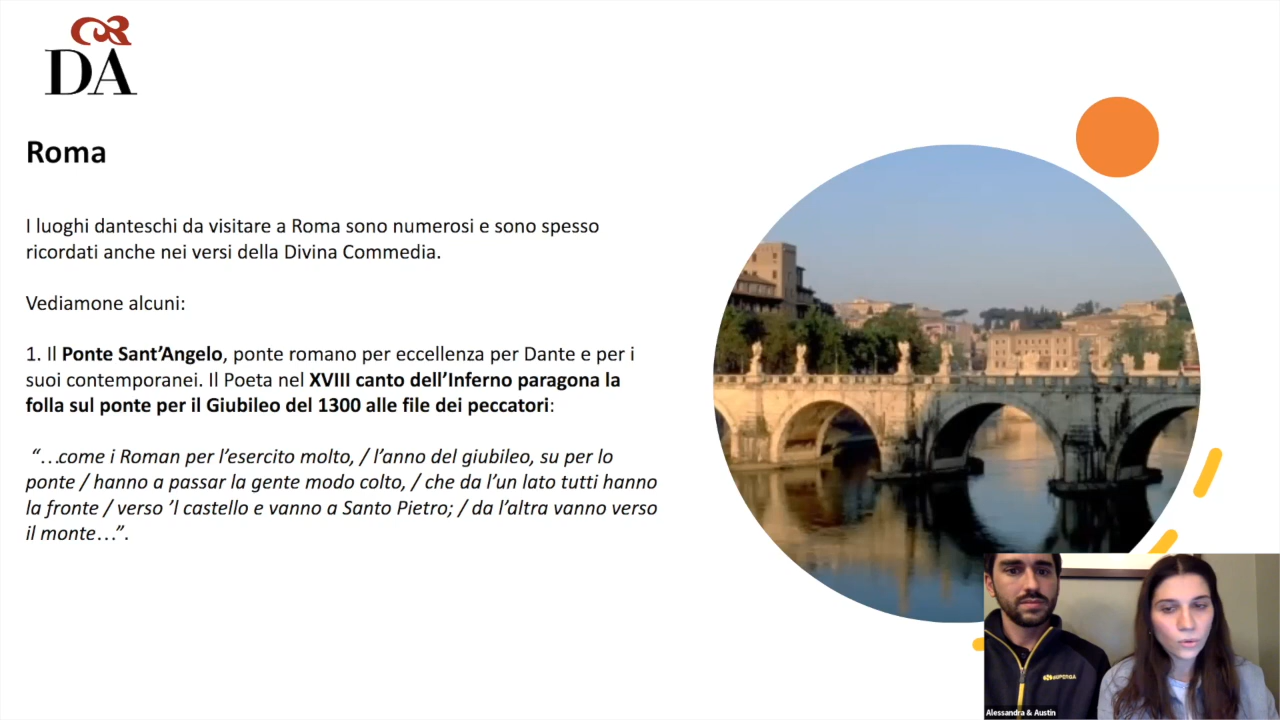 DA
Roma
I luoghi danteschi da visitare a Roma sono numerosi e sono spesso
ricordati anche nei versi della Divina Commedia.
Vediamone alcuni:
1. Il Ponte Sant’Angelo, ponte romano per eccellenza per Dante e per i
suoi contemporanei. Il Poeta nel XVIII canto dell’Inferno paragona la
folla sul ponte per il Giubileo del 1300 alle file dei peccatori:
“…come i Roman per l’esercito molto, / l’anno del giubileo, su per lo
ponte / hanno a passar la gente modo colto, / che da l’un lato tutti hanno
la fronte / verso ’l castello e vanno a Santo Pietro; / da l’altra vanno verso
il monte…”.
Alessandra & Austin